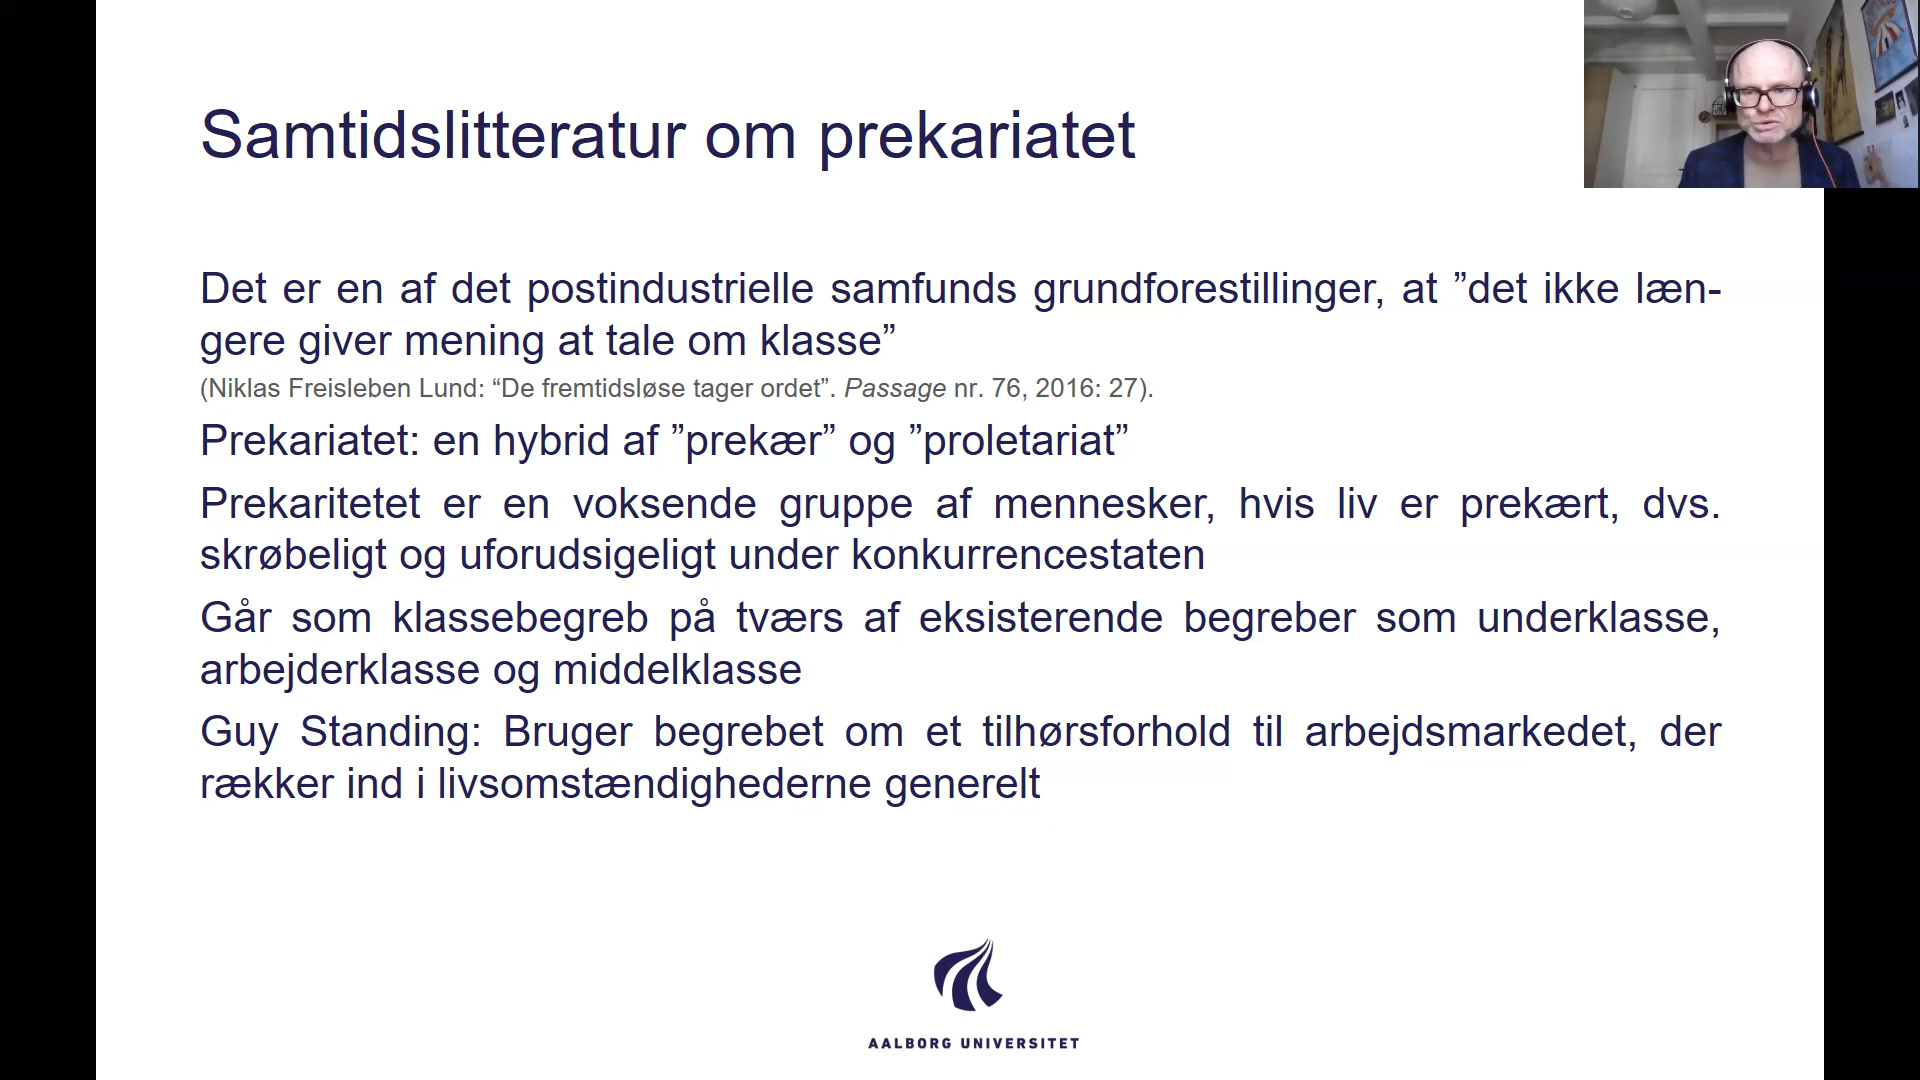 Samtidslitteratur om prekariatet
Det er en af det postindustrielle samfunds grundforestillinger, at ”det ikke læn-
gere giver mening at tale om klasse”
(Niklas Freisleben Lund: “De fremtidsløse tager ordet”. Passage nr. 76, 2016: 27).
Prekariatet: en hybrid af ”prekær” og ”proletariat”
Prekaritetet er en voksende gruppe af mennesker, hvis liv er prekært, dvs.
skrøbeligt og uforudsigeligt under konkurrencestaten
Går som klassebegreb på tværs af eksisterende begreber som underklasse,
arbejderklasse og middelklasse
Guy Standing: Bruger begrebet om et tilhørsforhold til arbejdsmarkedet, der
rækker ind i livsomstændighederne generelt
AALBORG UNIVERSITET